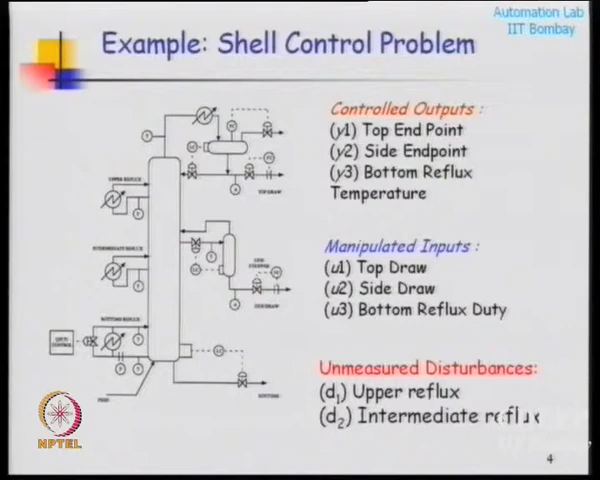 Automation Lab
IIT Bombay
Example: Shell Control Problem
Controlled Outputs :
(y1) Top End Point
(y2) Side Endpoint
(y3) Bottom Reflux
Temperature
Manipulated Inputs :
(u1) Top Draw
(u2) Side Draw
(u3) Bottom Reflux Duty
Unmeasured Disturbances:
(d1) Upper reflux
(d2) Intermediate reflux
UPPER REFLUX
TOP DRAW
INTERMEDIATE REFLUX
SIDE DRAW
BOTTOM REFLUX
FEED
BOTTOMS
NPTEL
4